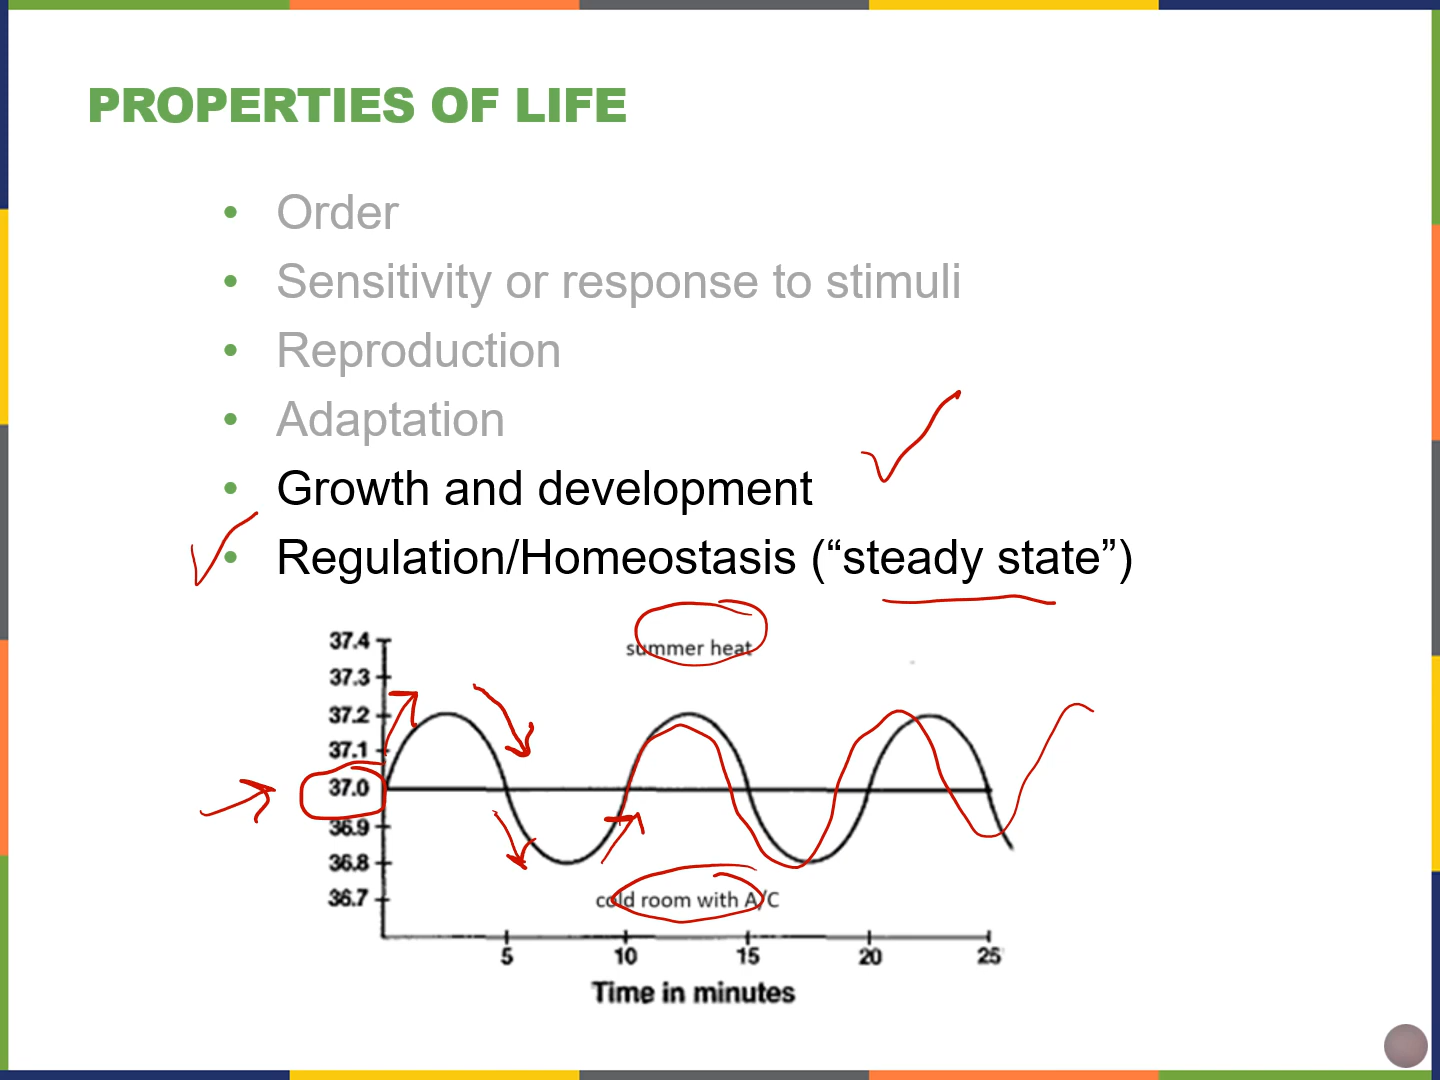 PROPERTIES OF LIFE
• Order
• Sensitivity or response to stimuli
• Reproduction
• Adaptation
• Growth and development
• Regulation/Homeostasis (“steady state”)
37.4
summer heat
37.3
37.2
37.1
37.0
36.9
36.8
36.7
cold room with A/C
5 10 15 20 25
Time in minutes